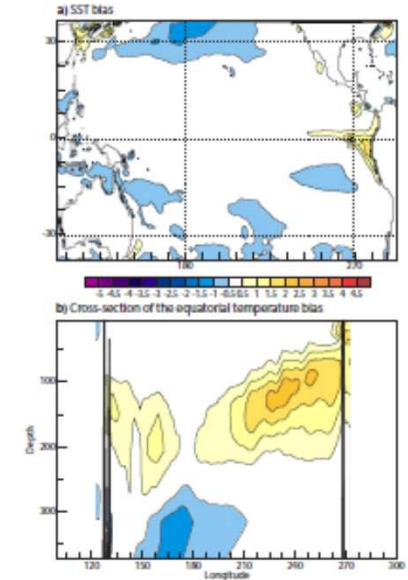 a) SST bias
30
0
-30
180 270
-5 -4.5 -4 -3.5 -3 -2.5 -2 -1.5 -1 -0.5 0.5 1 1.5 2 2.5 3 3.5 4 4.5
b) Cross-section of the equatorial temperature bias
100
200
300
Depth
120 150 180 210 240 270 300
Longitude